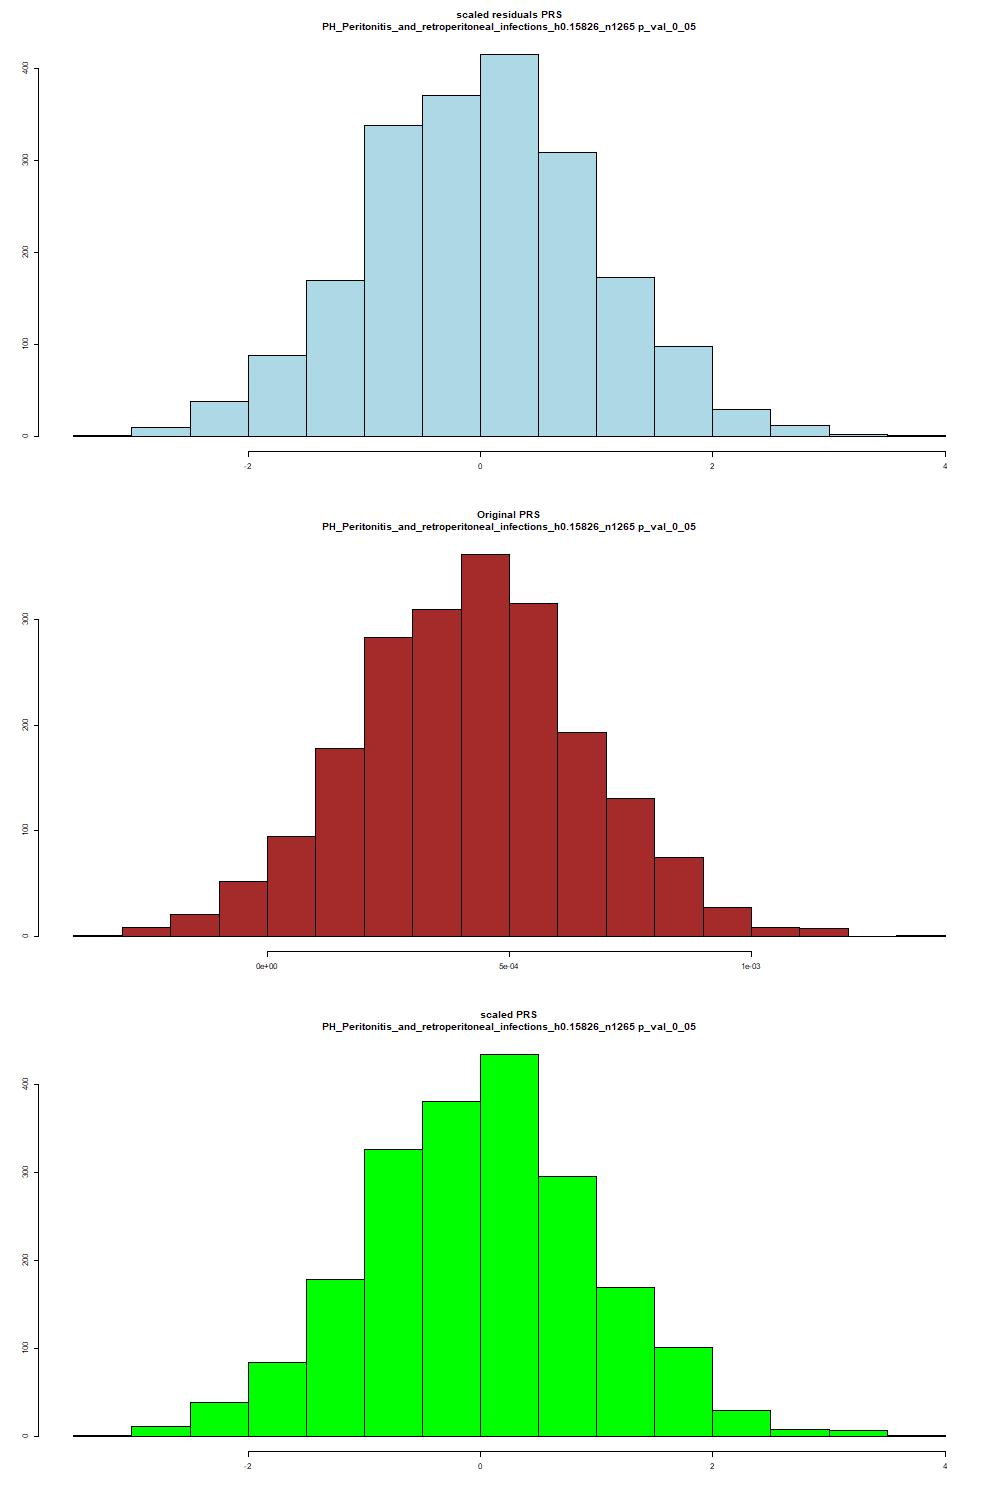 scaled residuals PRS
PH_Peritonitis_and_retroperitoneal_infections_h0.15826_n1265 p_val_0_05
400
300
200
100
0
-2 0 2 4
Original PRS
PH_Peritonitis_and_retroperitoneal_infections_h0.15826_n1265 p_val_0_05
300
200
100
0
0e+00 5e-04 1e-03
scaled PRS
PH_Peritonitis_and_retroperitoneal_infections_h0.15826_n1265 p_val_0_05
400
300
200
100
0
-2 0 2 4